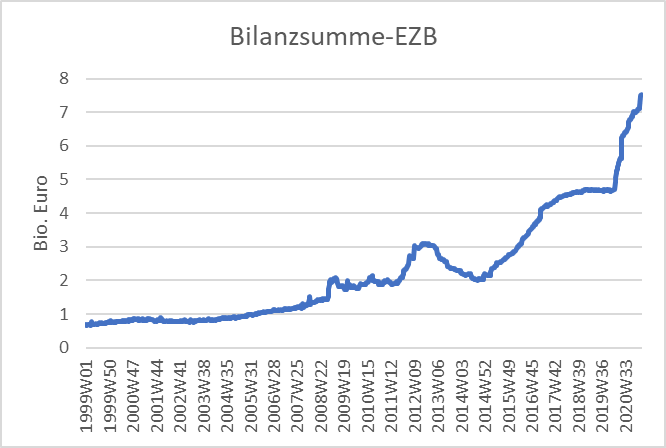 Bilanzsumme-EZB
Bio. Euro
8
7
6
5
4
3
2
1
0
1999W01
1999W50
2000W47
2001W44
2002W41
2003W38
2004W35
2005W31
2006W28
2007W25
2008W22
2009W19
2010W15
2011W12
2012W09
2013W06
2014W03
2014W52
2015W49
2016W45
2017W42
2018W39
2019W36
2020W33